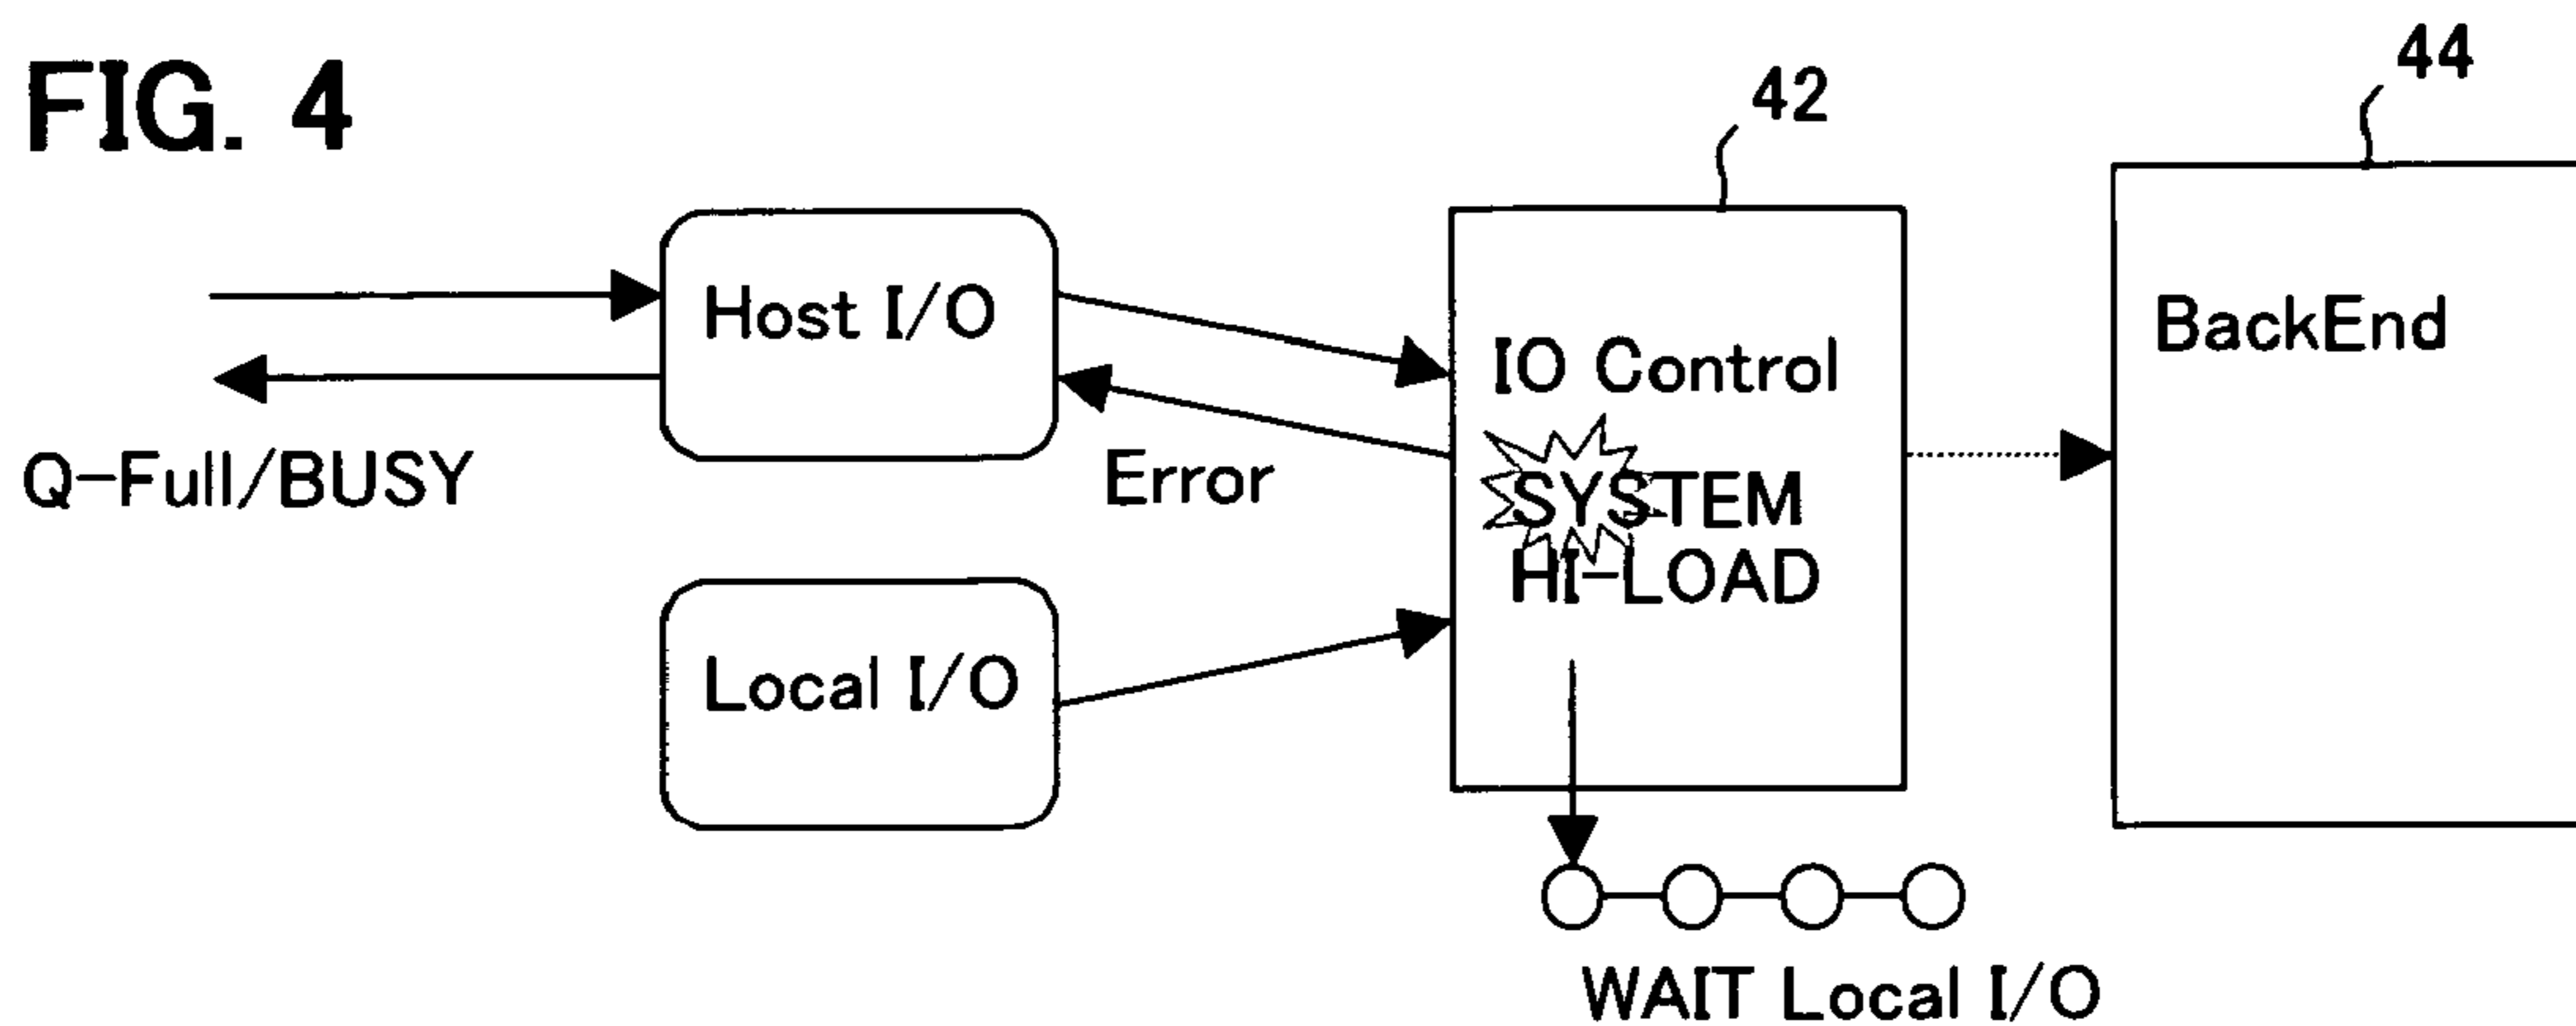 FIG. 4
42
44
Host I/O
Q-Full/BUSY
Error
Local I/O
IO Control
SYSTEM
HI-LOAD
BackEnd
WAIT Local I/O